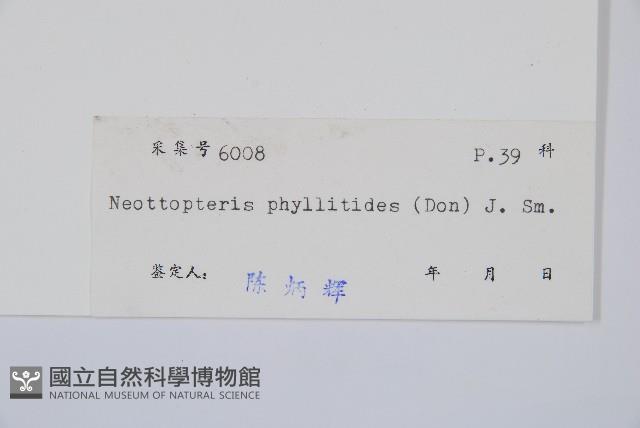 采集号 6008 P.39 科
Neottopteris phyllitides (Don) J. Sm.
鉴定人: 陈炳辉 年 月 日
國立自然科學博物館
NATIONAL MUSEUM OF NATURAL SCIENCE